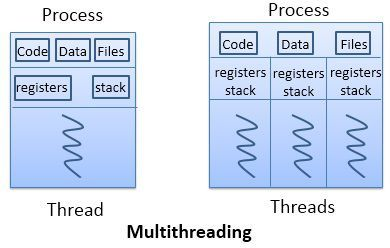 Process
Code Data Files
registers stack
Thread
Process
Code Data Files
registers registers registers
stack stack stack
Threads
Multithreading